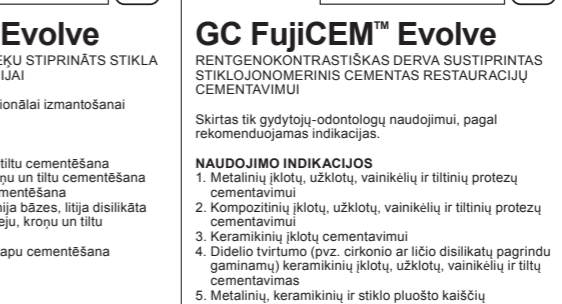 Evolve
EĶU STIPRINĀTS STIKLA
IJAI
ionālai izmantošanai
tiltu cementēšana
ņu un tiltu cementēšana
mentēšana
nija bāzes, litija disilikāta
eju, kroņu un tiltu
apu cementēšana
GC FujiCEM™ Evolve
RENTGENOKONTRASTIŠKAS DERVA SUSTIPRINTAS
STIKLOJONOMERINIS CEMENTAS RESTAURACIJŲ
CEMENTAVIMUI
Skirtas tik gydytojų-odontologų naudojimui, pagal
rekomenduojamas indikacijas.
NAUDOJIMO INDIKACIJOS
1. Metalinių įklotų, užklotų, vainikėlių ir tiltinių protezų
cementavimui
2. Kompozitinių įklotų, užklotų, vainikėlių ir tiltinių protezų
cementavimui
3. Keramikinių įklotų cementavimui
4. Didelio tvirtumo (pvz. cirkonio ar ličio disilikatų pagrindu
gaminamų) keramikinių įklotų, užklotų, vainikėlių ir tiltų
cementavimas
5. Metalinių, keramikinių ir stiklo pluošto kaiščių